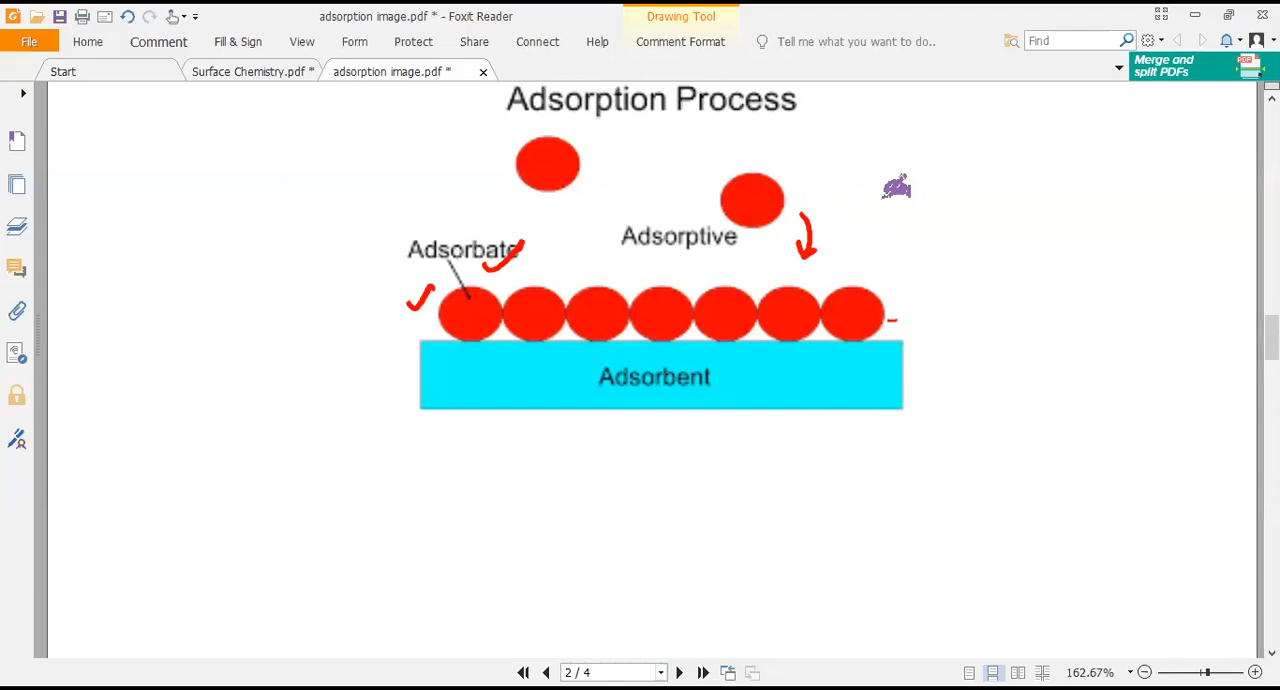 adsorption image.pdf * - Foxit Reader
Drawing Tool
File
Home
Comment
Fill & Sign
View
Form
Protect
Share
Connect
Help
Comment Format
Tell me what you want to do..
Find
Start
Surface Chemistry.pdf *
adsorption image.pdf *
Merge and
split PDFs
PDF
Adsorption Process
Adsorptive
Adsorbate
Adsorbent
2 / 4
162.67%